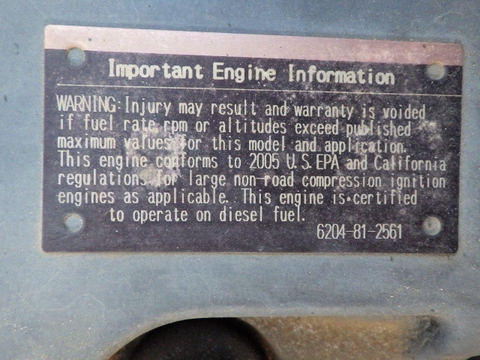 Important Engine Information
WARNING:Injury may result and warranty is voided
if fuel rate, rpm or altitudes exceed published
maximum values for this model and application.
This engine conforms to 2005 U.S.EPA and California
regulations for large non-road compression ignition
engines as applicable. This engine is certified
to operate on diesel fuel.
6204-81-2561